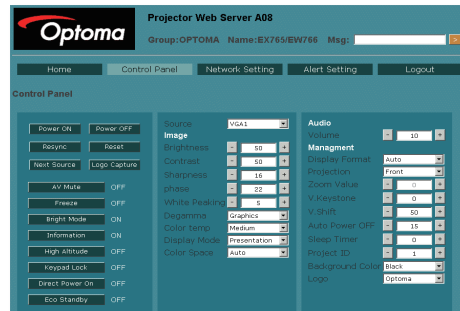 Optoma
Projector Web Server A08
Group:OPTOMA Name:EX765/EW766 Msg: >
Home Control Panel Network Setting Alert Setting Logout
Control Panel
Power ON Power OFF
Resync Reset
Next Source Logo Capture
AV Mute OFF
Freeze OFF
Bright Mode ON
Information ON
High Altitude OFF
Keypad Lock OFF
Direct Power On OFF
Eco Standby OFF
Source VGA1
Image
Brightness - 50 +
Contrast - 50 +
Sharpness - 16 +
phase - 22 +
White Peaking - 5 +
Degamma Graphics
Color temp Medium
Display Mode Presentation
Color Space Auto
Audio
Volume - 10 +
Managment
Display Format Auto
Projection Front
Zoom Value - 0 +
V.Keystone - 0 +
V.Shift - 50 +
Auto Power OFF - 15 +
Sleep Timer - 0 +
Project ID - 1 +
Background Color Black
Logo Optoma